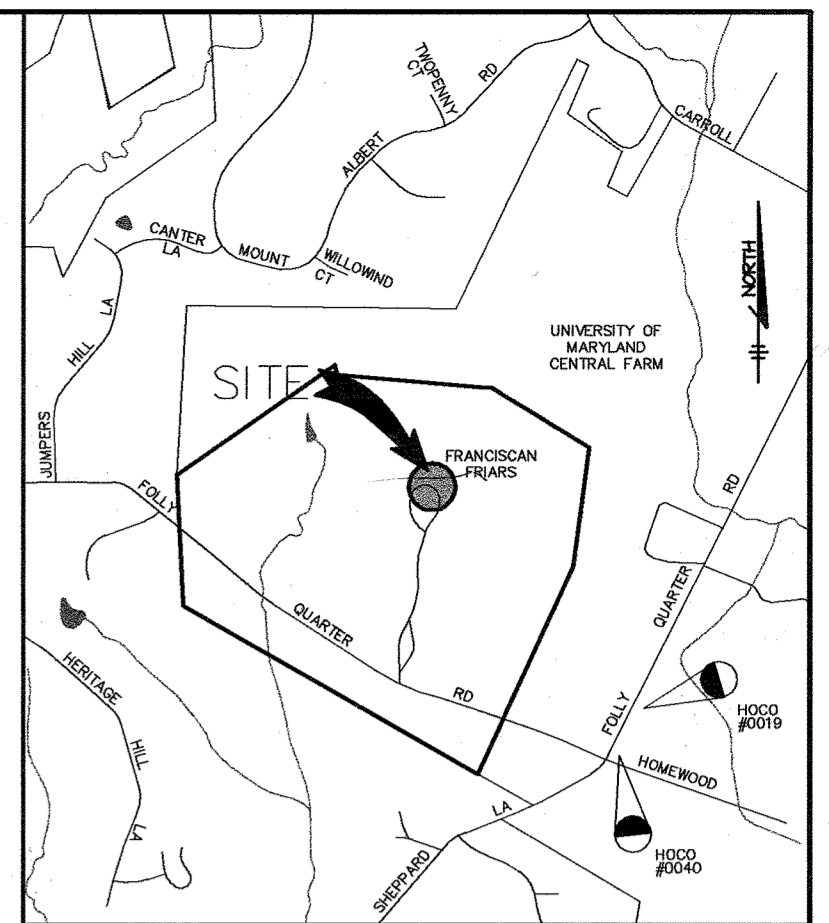 TWOPENNY
CT
RD
ALBERT
CARROLL
CANTER
LA
MOUNT
WILLOWIND
CT
NORTH
HILL LA
JUMPERS
UNIVERSITY OF
MARYLAND
CENTRAL FARM
SITE
FRANCISCAN
FRIARS
FOLLY
QUARTER
RD
FOLLY
QUARTER
RD
HERITAGE
HILL
LA
HOCO
#0019
HOMEWOOD
SHEPPARD
LA
HOCO
#0040